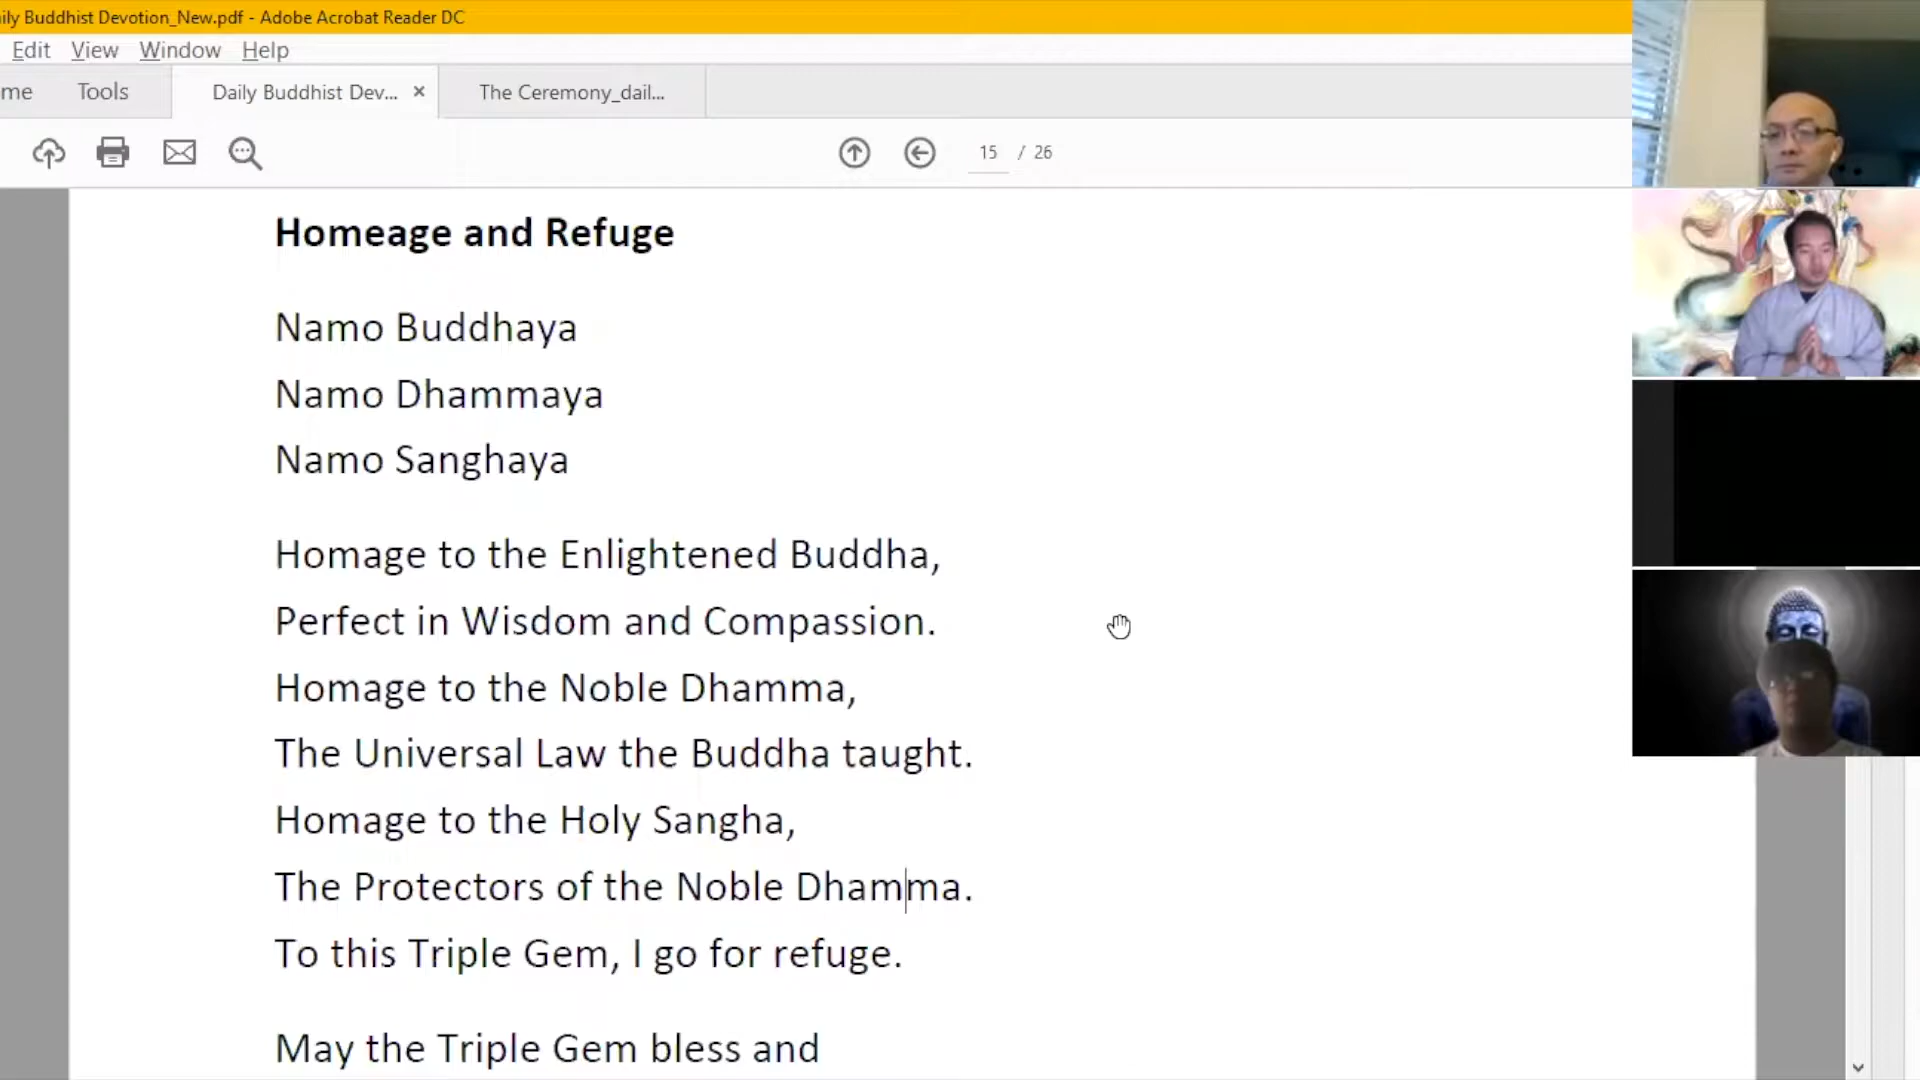 ily Buddhist Devotion_New.pdf - Adobe Acrobat Reader DC
Edit View Window Help
me Tools Daily Buddhist Dev... × The Ceremony_dail...
15 / 26
Homeage and Refuge
Namo Buddhaya
Namo Dhammaya
Namo Sanghaya
Homage to the Enlightened Buddha,
Perfect in Wisdom and Compassion.
Homage to the Noble Dhamma,
The Universal Law the Buddha taught.
Homage to the Holy Sangha,
The Protectors of the Noble Dhamma.
To this Triple Gem, I go for refuge.
May the Triple Gem bless and